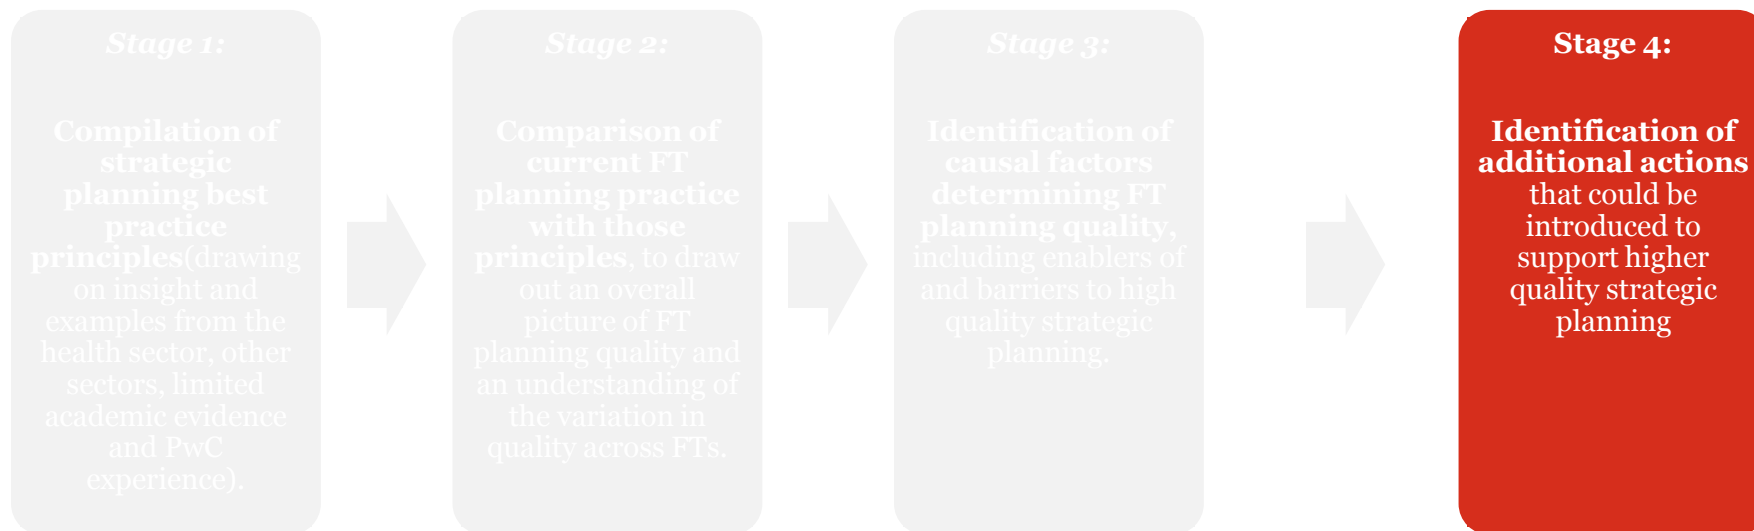 Stage 1:
Compilation of
strategic
planning best
practice
principles(drawing
on insight and
examples from the
health sector, other
sectors, limited
academic evidence
and PwC
experience).
Stage 2:
Comparison of
current FT
planning practice
with those
principles, to draw
out an overall
picture of FT
planning quality and
an understanding of
the variation in
quality across FTs.
Stage 3:
Identification of
causal factors
determining FT
planning quality,
including enablers of
and barriers to high
quality strategic
planning.
Stage 4:
Identification of
additional actions
that could be
introduced to
support higher
quality strategic
planning